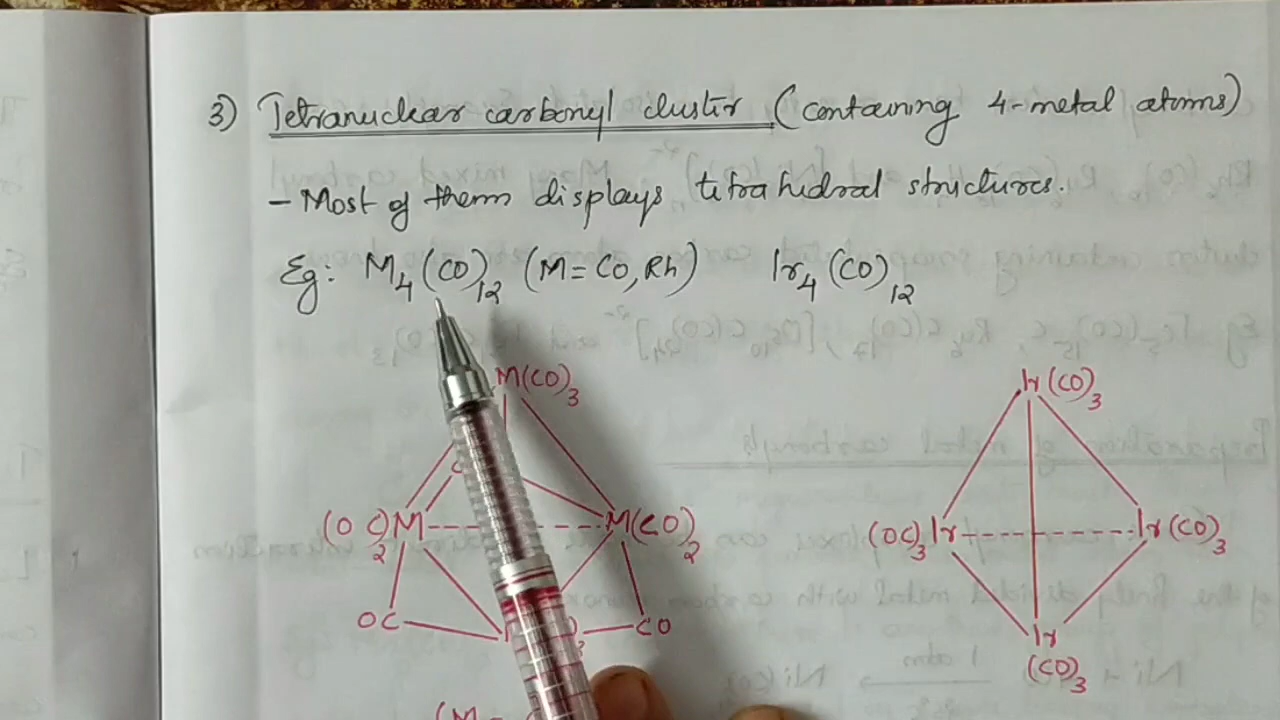 3) Tetranuclear carbonyl cluster (containing 4-metal atoms)
- Most of them displays tetrahedral structures.
Eg: M₄(CO)₁₂ (M = Co, Rh) Ir₄(CO)₁₂
M(CO)₃ Ir(CO)₃
(OC)₂M M(CO)₂ (OC)₃Ir Ir(CO)₃
OC CO Ir
(CO)₃
(M